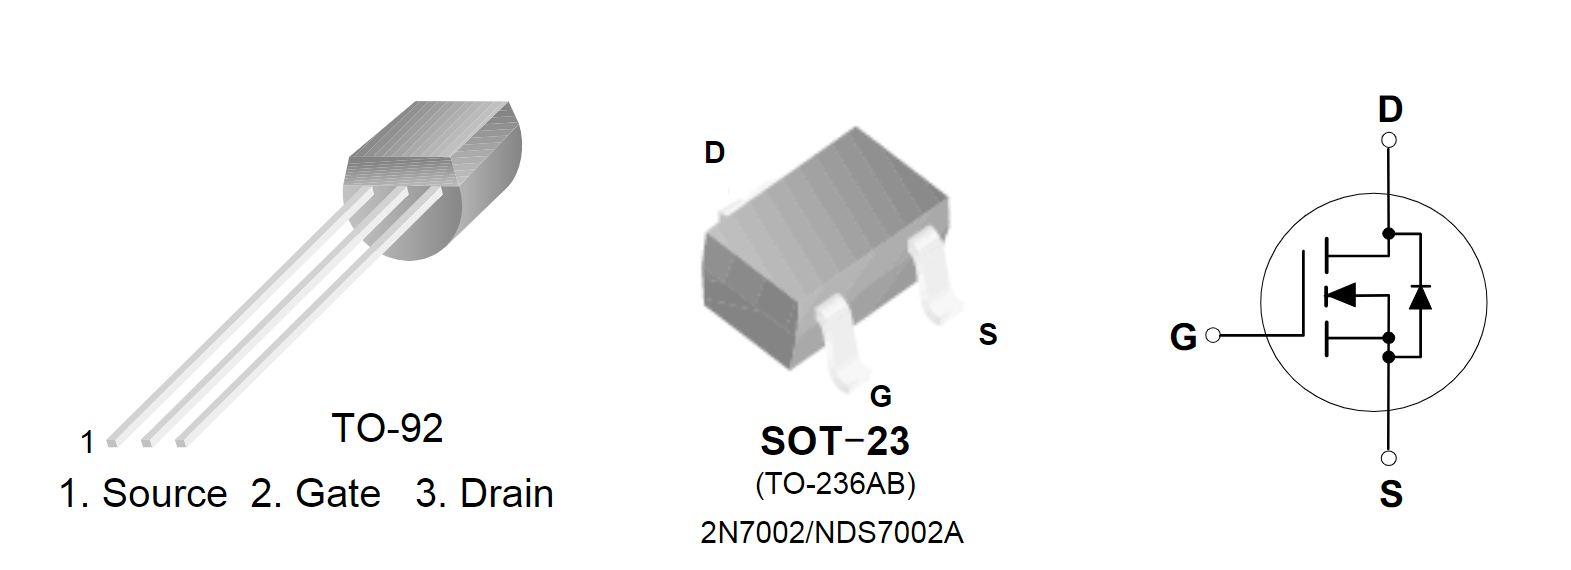 1
TO-92
1. Source 2. Gate 3. Drain
D
S
G
SOT-23
(TO-236AB)
2N7002/NDS7002A
D
G
S